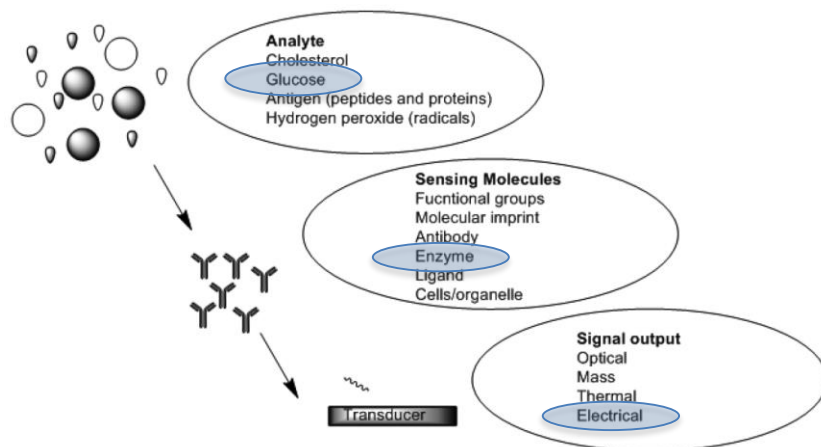 Analyte
Cholesterol
Glucose
Antigen (peptides and proteins)
Hydrogen peroxide (radicals)
Sensing Molecules
Fucntional groups
Molecular imprint
Antibody
Enzyme
Ligand
Cells/organelle
Signal output
Optical
Mass
Thermal
Electrical
Transducer